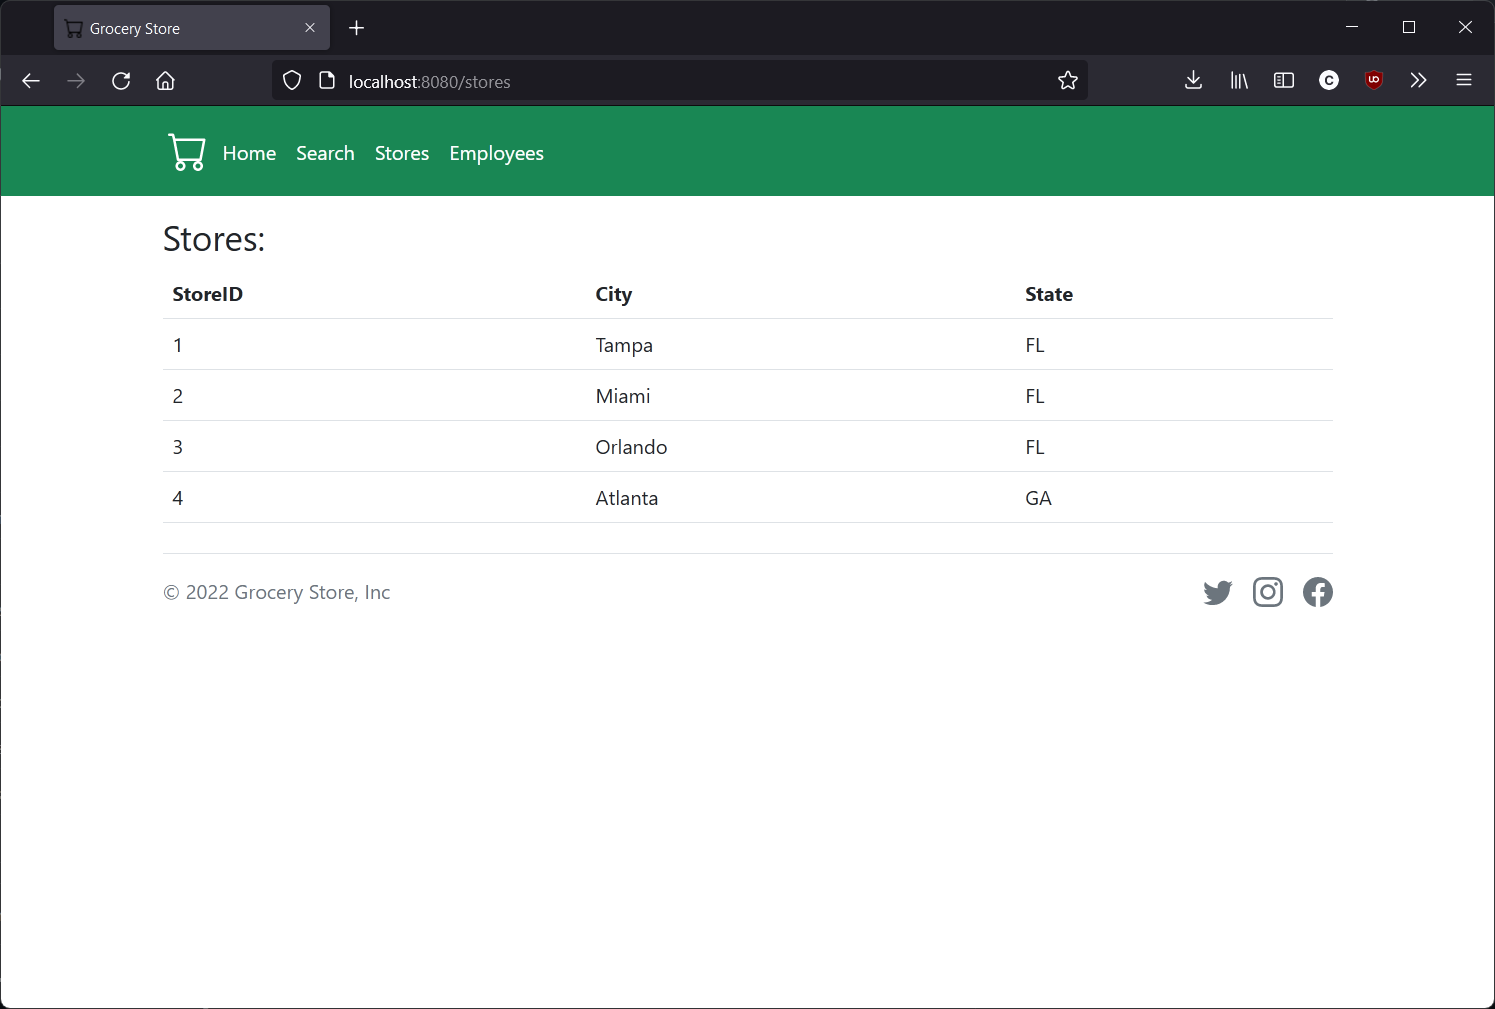 Grocery Store
localhost:8080/stores
Home Search Stores Employees
Stores:
StoreID City State
1 Tampa FL
2 Miami FL
3 Orlando FL
4 Atlanta GA
© 2022 Grocery Store, Inc